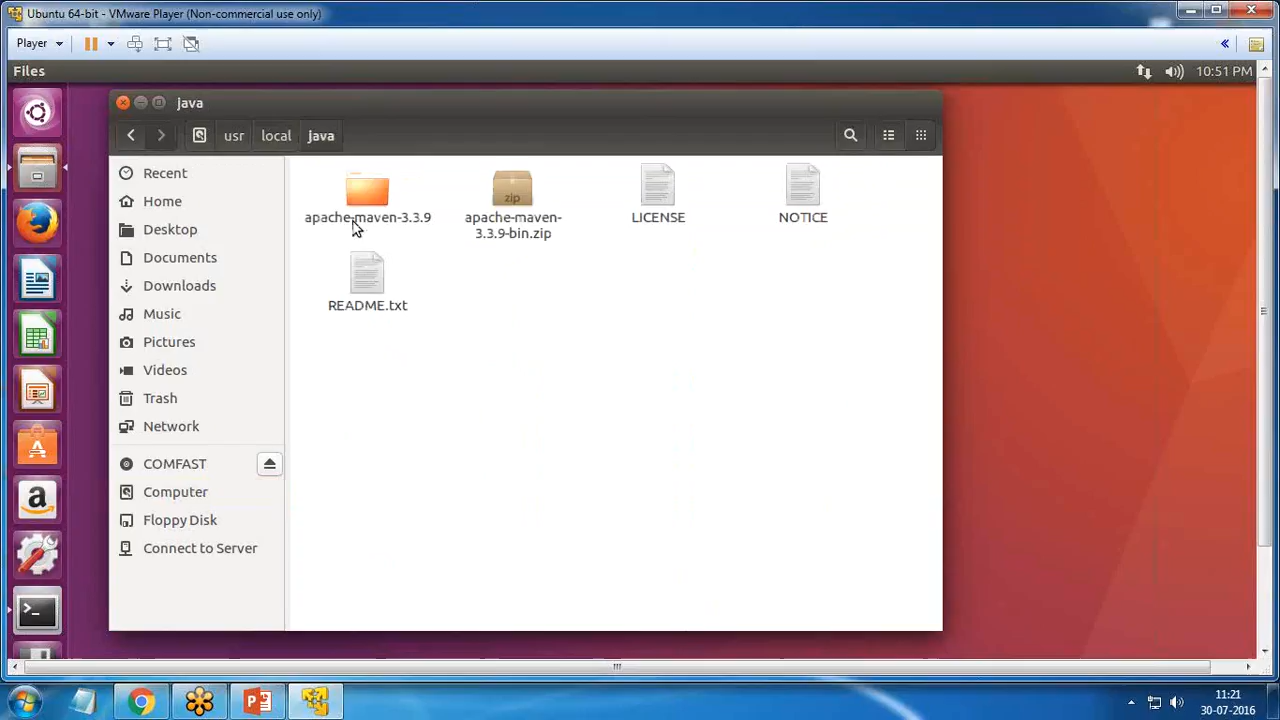 Ubuntu 64-bit - VMware Player (Non-commercial use only)
Player
Files
10:51 PM
Java
usr
local
java
Recent
Home
Desktop
Documents
Downloads
Music
Pictures
Videos
Trash
Network
COMFAST
Computer
Floppy Disk
Connect to Server
apache-maven-3.3.9
zip
apache-maven-
3.3.9-bin.zip
LICENSE
NOTICE
README.txt
11:21
30-07-2016